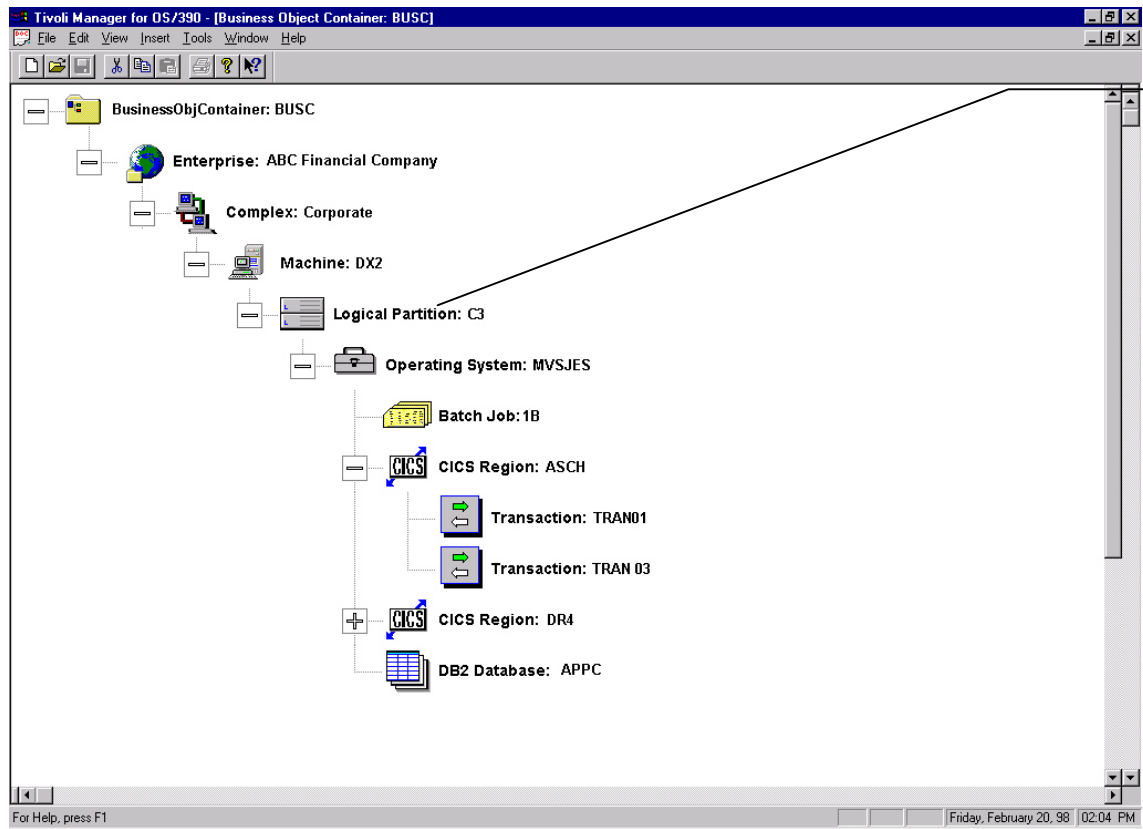 Tivoli Manager for OS/390 - [Business Object Container: BUSC]
File Edit View Insert Tools Window Help
BusinessObjContainer: BUSC
Enterprise: ABC Financial Company
Complex: Corporate
Machine: DX2
Logical Partition: C3
Operating System: MVSJES
Batch Job:1B
CICS
CICS Region: ASCH
Transaction: TRAN01
Transaction: TRAN 03
CICS
CICS Region: DR4
DB2 Database: APPC
For Help, press F1
Friday, February 20, 98 02:04 PM